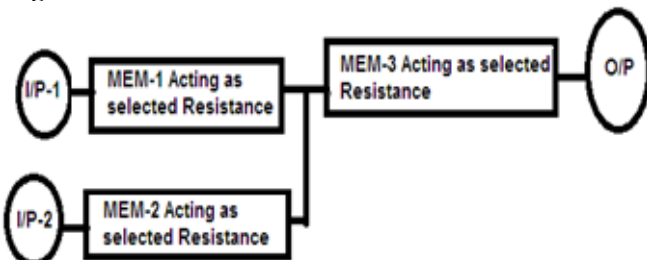 I/P-1
MEM-1 Acting as
selected Resistance
MEM-3 Acting as selected
Resistance
O/P
I/P-2
MEM-2 Acting as
selected Resistance